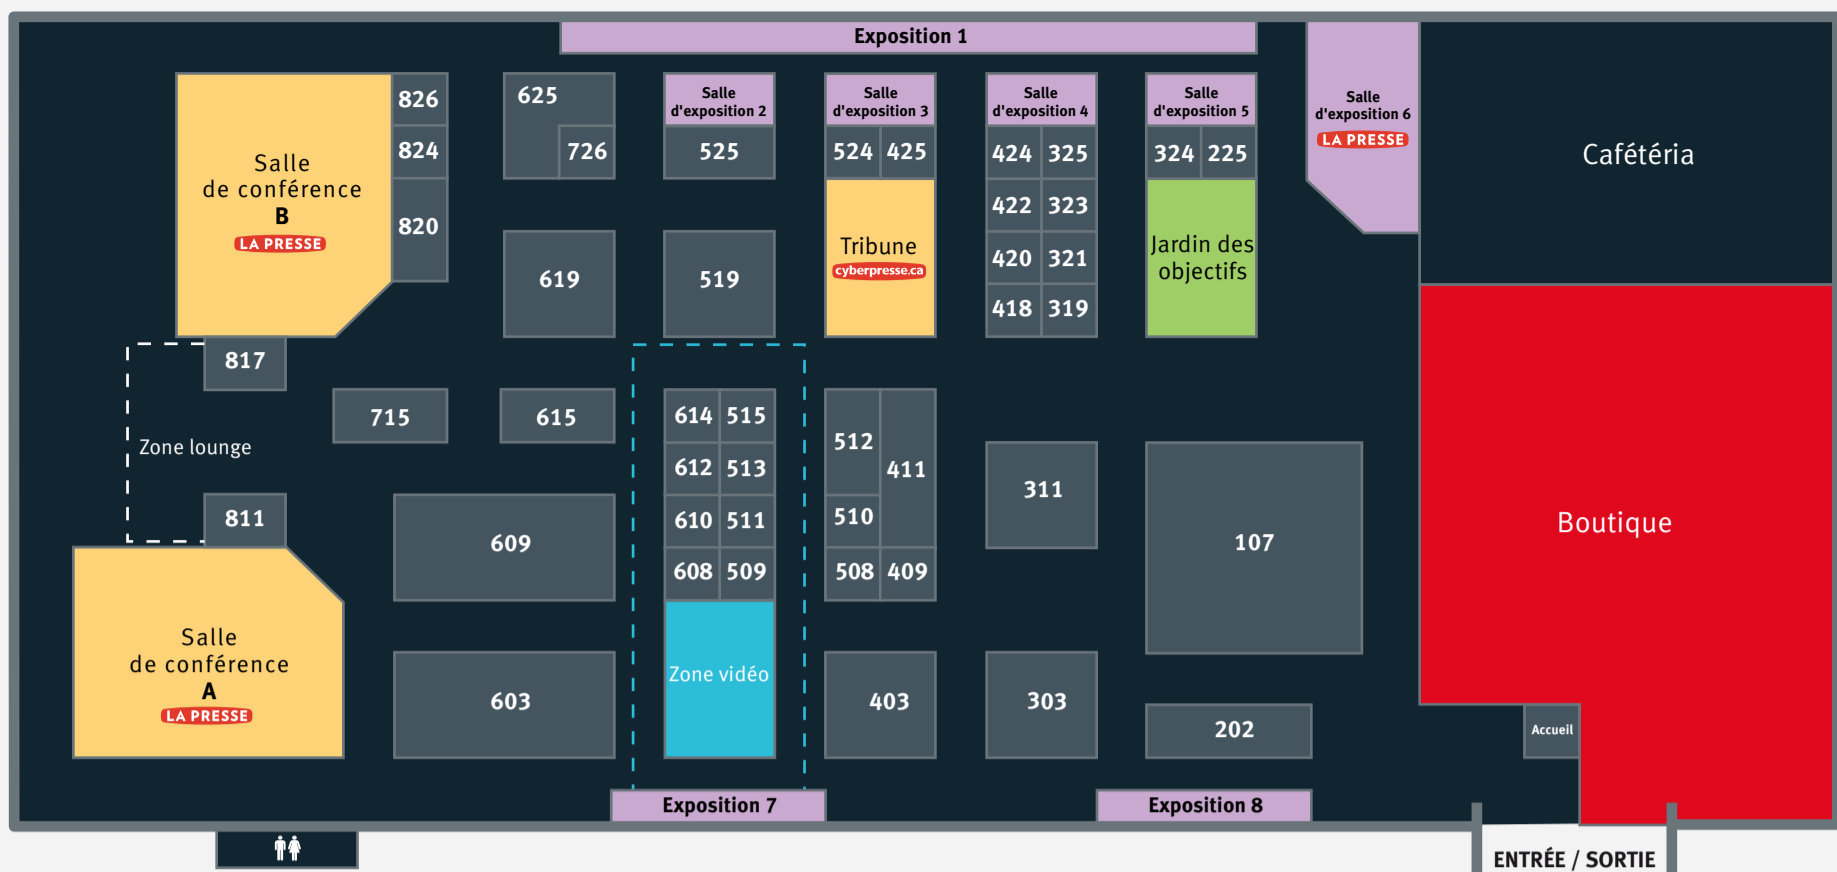 Exposition 1
Salle
de conférence
B
LA PRESSE
826
824
820
625
726
Salle
d'exposition 2
525
Salle
d'exposition 3
524 425
Tribune
cyberpresse.ca
Salle
d'exposition 4
424 325
422 323
420 321
418 319
Salle
d'exposition 5
324 225
Jardin des
objectifs
Salle
d'exposition 6
LA PRESSE
Cafétéria
619
519
817
Zone lounge
811
715
615
614 515
612 513
610 511
608 509
Zone vidéo
512
411
510
508 409
311
107
Boutique
609
603
Salle
de conférence
A
LA PRESSE
403
303
202
Accueil
Exposition 7
Exposition 8
ENTRÉE / SORTIE